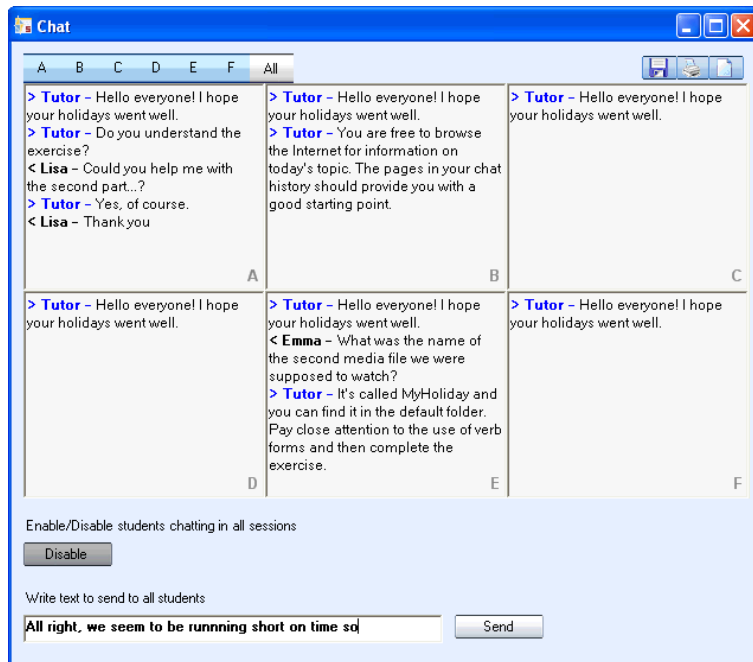 Chat
A B C D E F All
> Tutor – Hello everyone! I hope
your holidays went well.
> Tutor – Do you understand the
exercise?
< Lisa – Could you help me with
the second part...?
> Tutor – Yes, of course.
< Lisa – Thank you
A
> Tutor – Hello everyone! I hope
your holidays went well.
> Tutor – You are free to browse
the Internet for information on
today's topic. The pages in your chat
history should provide you with a
good starting point.
B
> Tutor – Hello everyone! I hope
your holidays went well.
C
> Tutor – Hello everyone! I hope
your holidays went well.
D
> Tutor – Hello everyone! I hope
your holidays went well.
< Emma – What was the name of
the second media file we were
supposed to watch?
> Tutor – It's called MyHoliday and
you can find it in the default folder.
Pay close attention to the use of verb
forms and then complete the
exercise.
E
> Tutor – Hello everyone! I hope
your holidays went well.
F
Enable/Disable students chatting in all sessions
Disable
Write text to send to all students
All right, we seem to be runnning short on time so
Send